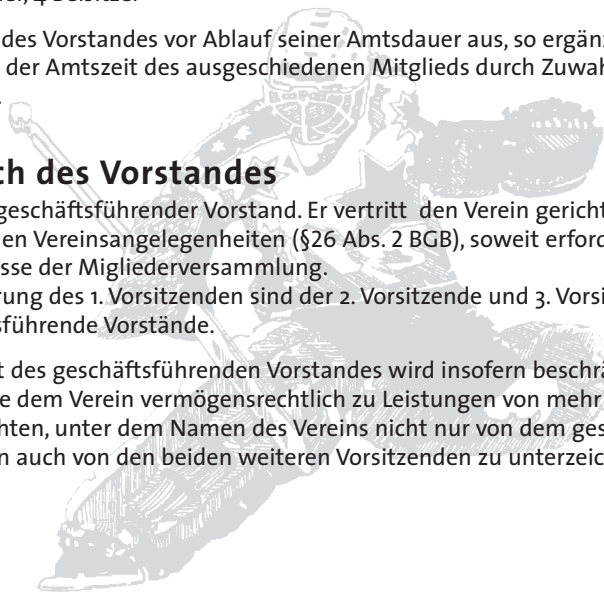 des Vorstandes vor Ablauf seiner Amtsdauer aus, so ergänz
der Amtszeit des ausgeschiedenen Mitglieds durch Zuwah
ch des Vorstandes
geschäftsführender Vorstand. Er vertritt den Verein gericht
en Vereinsangelegenheiten (§26 Abs. 2 BGB), soweit erford
sse der Migliederversammlung.
rung des 1. Vorsitzenden sind der 2. Vorsitzende und 3. Vorsi
sführende Vorstände.
t des geschäftsführenden Vorstandes wird insofern beschrä
e dem Verein vermögensrechtlich zu Leistungen von mehr
hten, unter dem Namen des Vereins nicht nur von dem ges
n auch von den beiden weiteren Vorsitzenden zu unterzeic